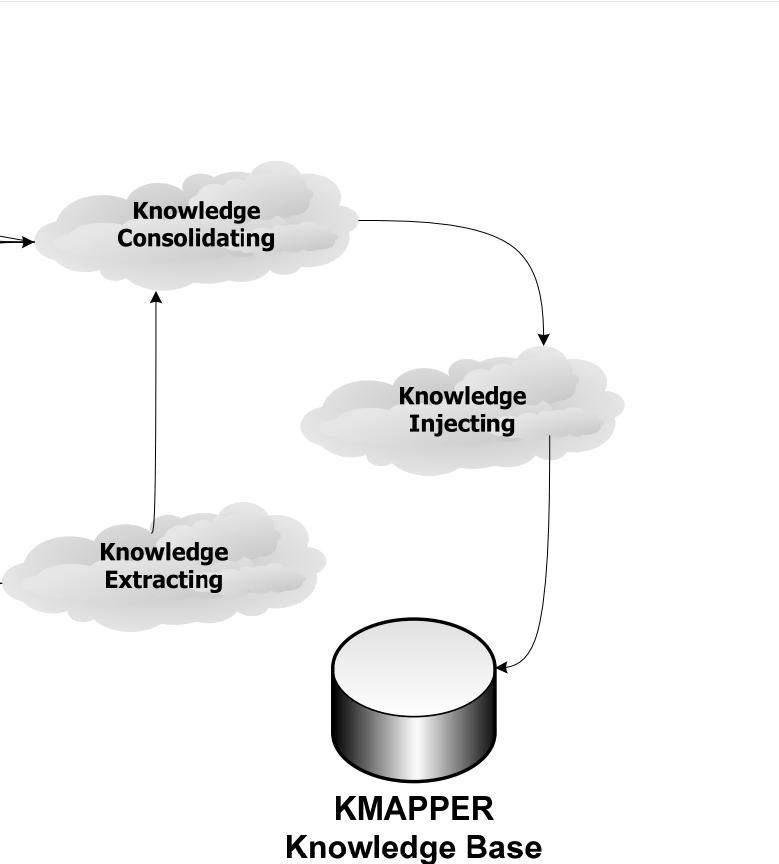 Knowledge
Consolidating
Knowledge
Injecting
Knowledge
Extracting
KMAPPER
Knowledge Base